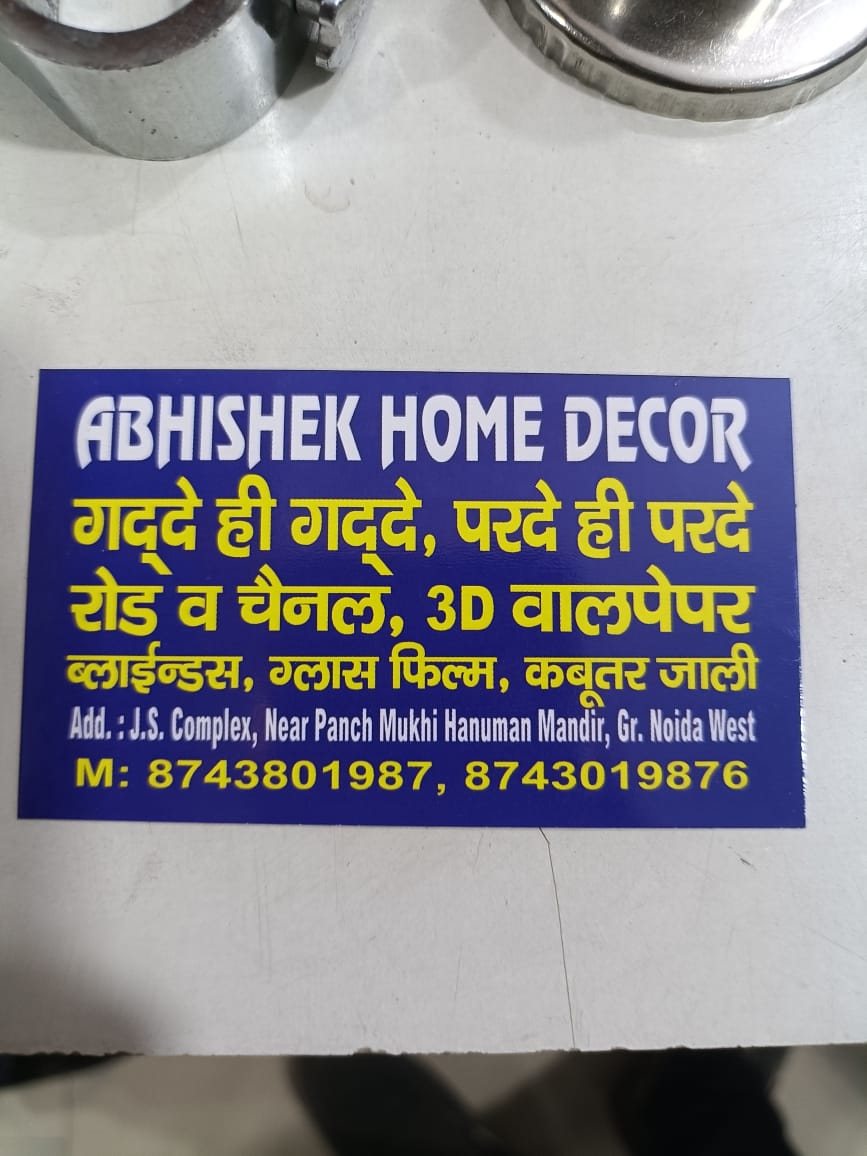 ABHISHEK HOME DECOR
गद्दे ही गद्दे, परदे ही परदे
रोड व चैनल, 3D वालपेपर
ब्लाईन्डस, ग्लास फिल्म, कबूतर जाली
Add. : J.S. Complex, Near Panch Mukhi Hanuman Mandir, Gr. Noida West
M: 8743801987, 8743019876